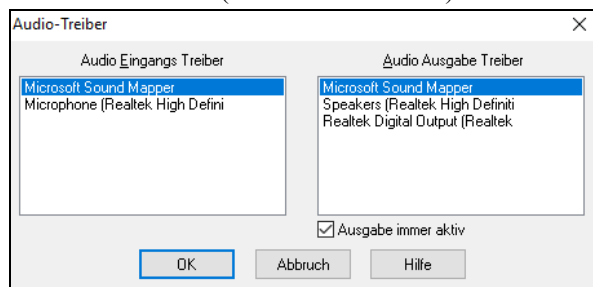 Audio-Treiber
Audio Eingangs Treiber
Microsoft Sound Mapper
Microphone (Realtek High Defini
Audio Ausgabe Treiber
Microsoft Sound Mapper
Speakers (Realtek High Definiti
Realtek Digital Output (Realtek
Ausgabe immer aktiv
OK
Abbruch
Hilfe